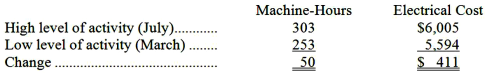 Machine-Hours Electrical Cost
High level of activity (July)............ 303 $6,005
Low level of activity (March) ........ 253 5,594
Change .......................................... 50 $ 411